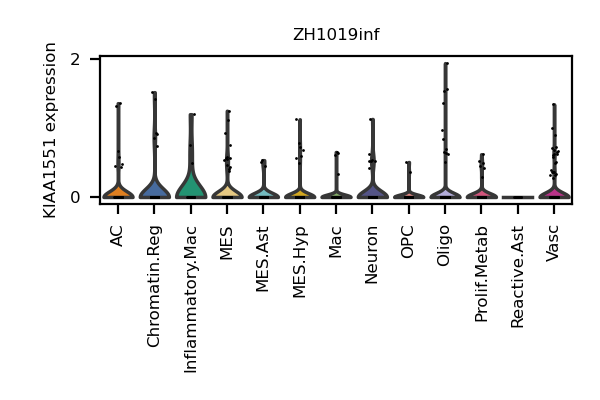 ZH1019inf
KIAA1551 expression
2
0
AC
Chromatin.Reg
Inflammatory.Mac
MES
MES.Ast
MES.Hyp
Mac
Neuron
OPC
Oligo
Prolif.Metab
Reactive.Ast
Vasc